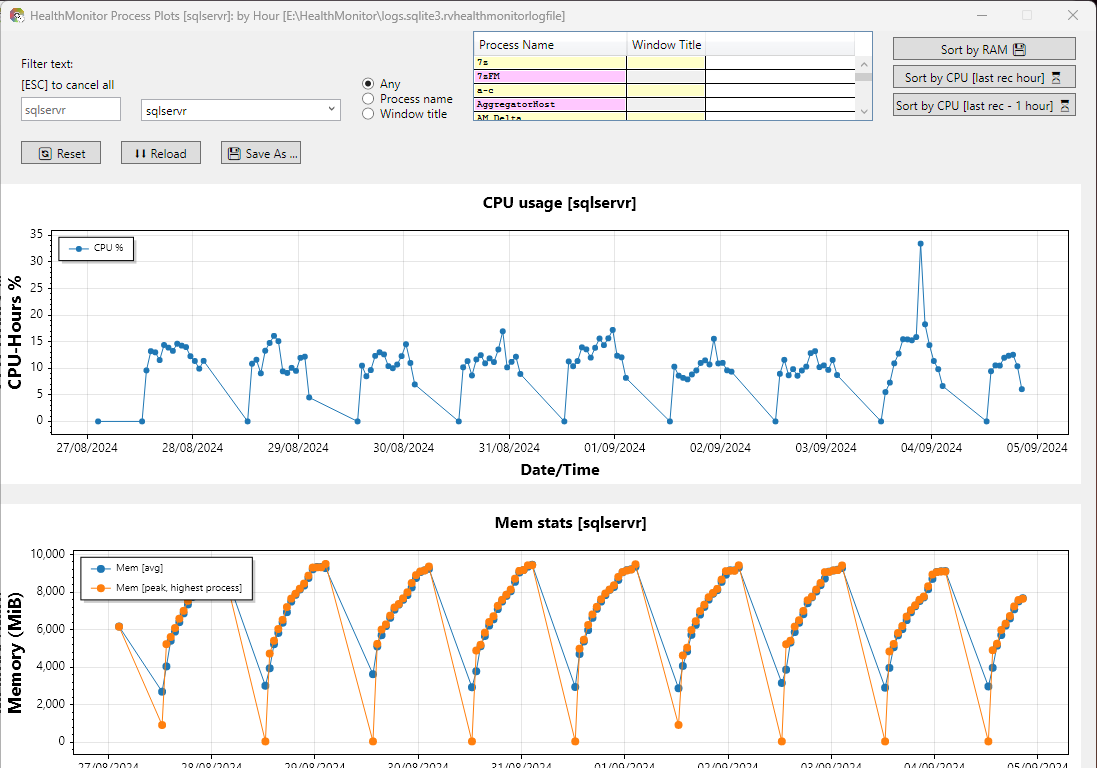 HealthMonitor Process Plots [sqlservr]: by Hour [E:\HealthMonitor\logs.sqlite3.rvhealthmonitorlogfile]
Filter text:
[ESC] to cancel all
sqlservr
sqlservr
Any
Process name
Window title
Process Name Window Title
7z
7zFM
a-c
AggregatorHost
AM_Delta
Sort by RAM
Sort by CPU [last rec hour]
Sort by CPU [last rec - 1 hour]
Reset
Reload
Save As ...
CPU usage [sqlservr]
CPU-Hours %
35
30
25
20
15
10
5
0
CPU %
27/08/2024 28/08/2024 29/08/2024 30/08/2024 31/08/2024 01/09/2024 02/09/2024 03/09/2024 04/09/2024 05/09/2024
Date/Time
Mem stats [sqlservr]
Memory (MiB)
10,000
8,000
6,000
4,000
2,000
0
Mem [avg]
Mem [peak, highest process]
27/08/2024 28/08/2024 29/08/2024 30/08/2024 31/08/2024 01/09/2024 02/09/2024 03/09/2024 04/09/2024 05/09/2024